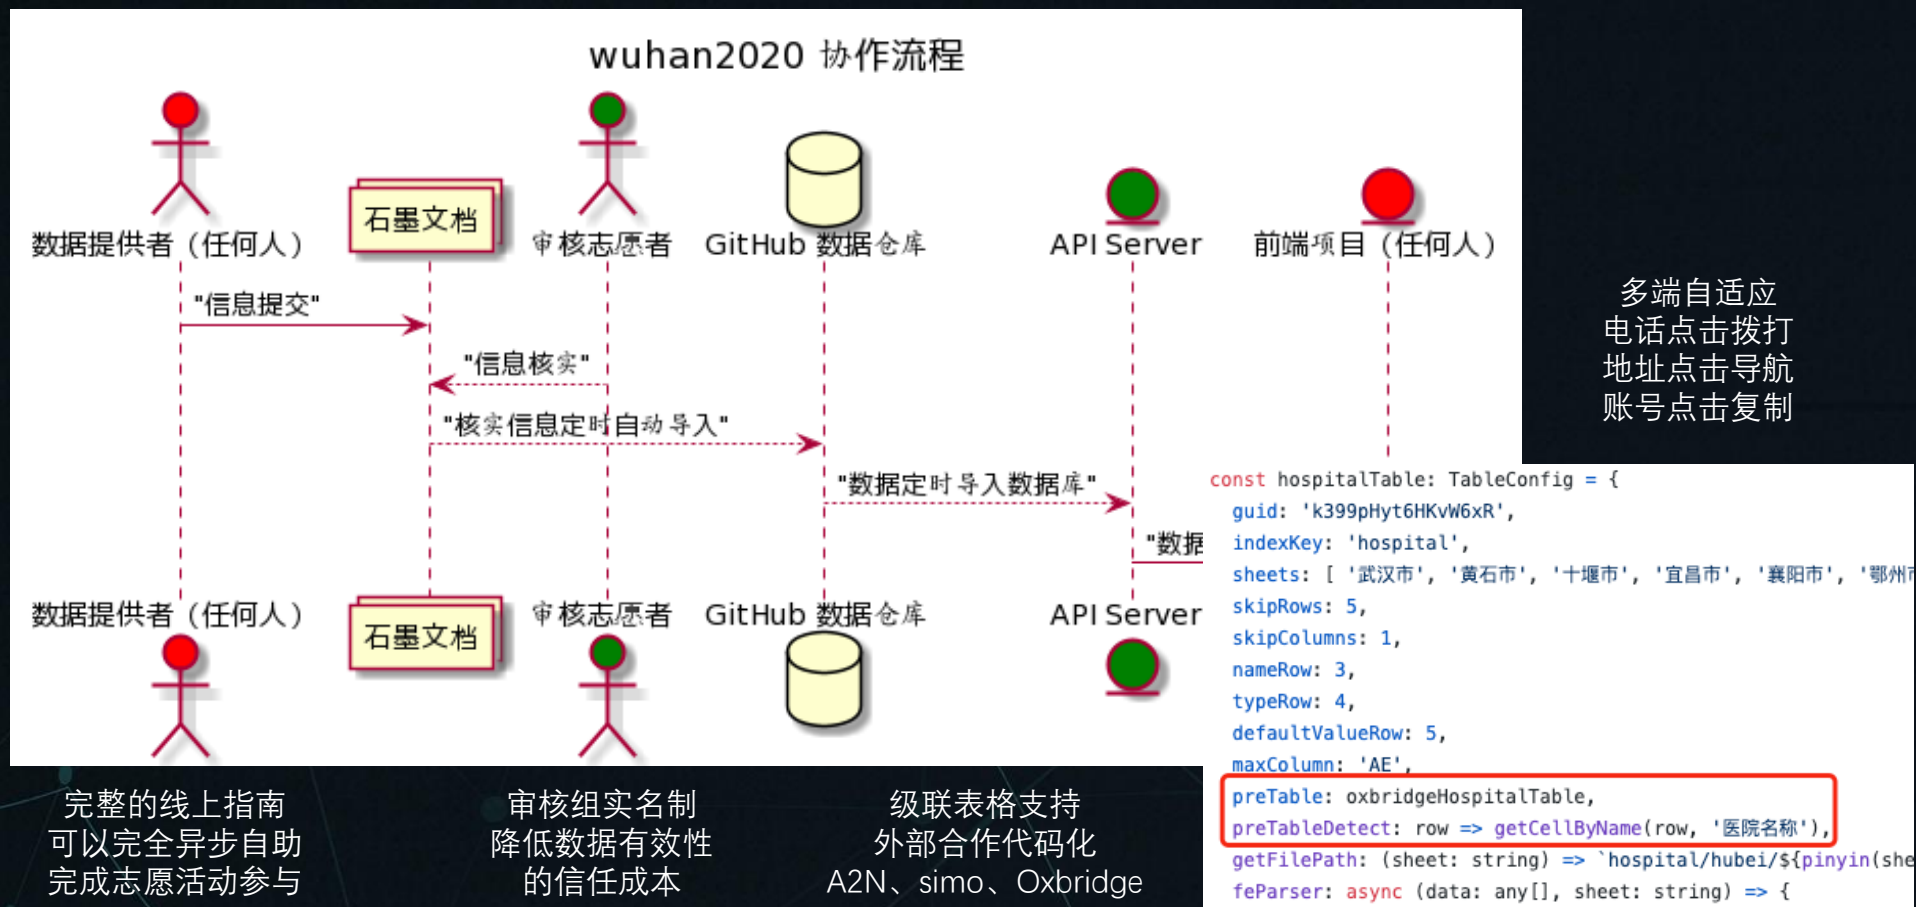 wuhan2020 协作流程
数据提供者（任何人）
石墨文档
审核志愿者
GitHub 数据仓库
API Server
前端项目（任何人）
"信息提交"
"信息核实"
"核实信息定时自动导入"
"数据定时导入数据库"
"数据
数据提供者（任何人）
石墨文档
审核志愿者
GitHub 数据仓库
API Server
多端自适应
电话点击拨打
地址点击导航
账号点击复制
const hospitalTable: TableConfig = {
guid: 'k399pHyt6HKvW6xR',
indexKey: 'hospital',
sheets: [ '武汉市', '黄石市', '十堰市', '宜昌市', '襄阳市', '鄂州市
skipRows: 5,
skipColumns: 1,
nameRow: 3,
typeRow: 4,
defaultValueRow: 5,
maxColumn: 'AE',
preTable: oxbridgeHospitalTable,
preTableDetect: row => getCellByName(row, '医院名称'),
getFilePath: (sheet: string) => `hospital/hubei/${pinyin(she
feParser: async (data: any[], sheet: string) => {
完整的线上指南
可以完全异步自助
完成志愿活动参与
审核组实名制
降低数据有效性
的信任成本
级联表格支持
外部合作代码化
A2N、simo、Oxbridge